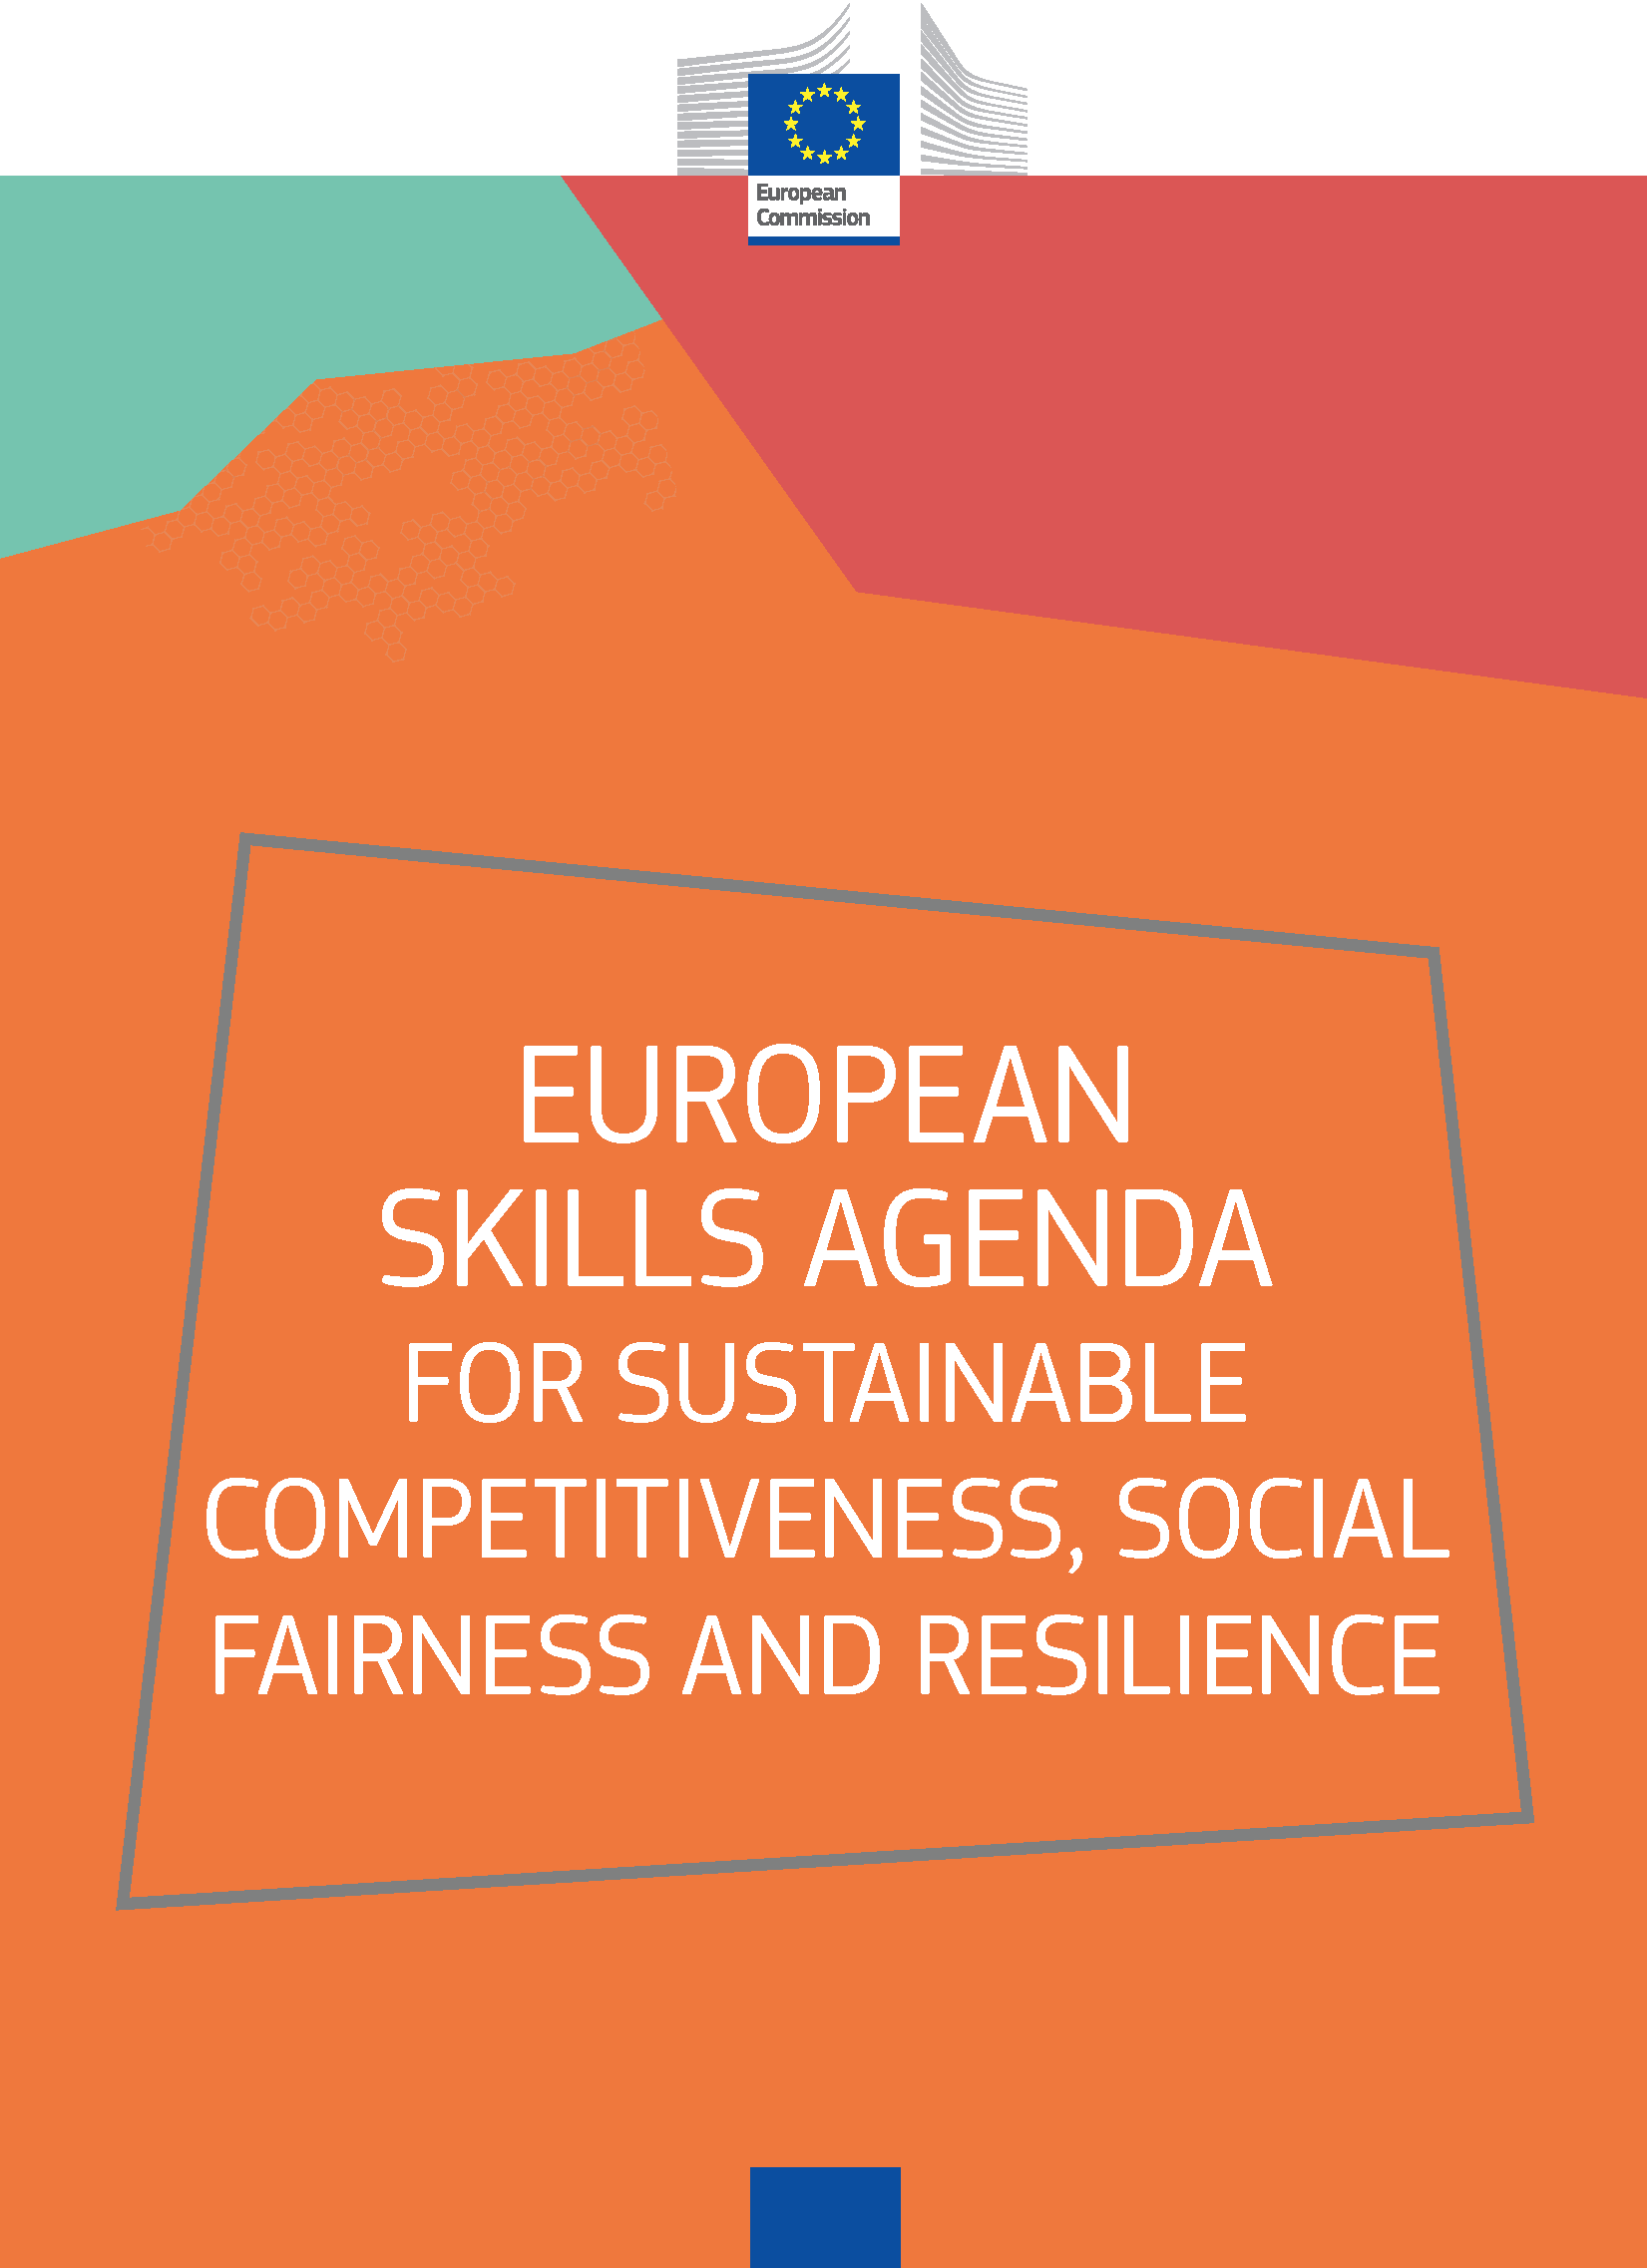 European
Commission
EUROPEAN
SKILLS AGENDA
FOR SUSTAINABLE
COMPETITIVENESS, SOCIAL
FAIRNESS AND RESILIENCE